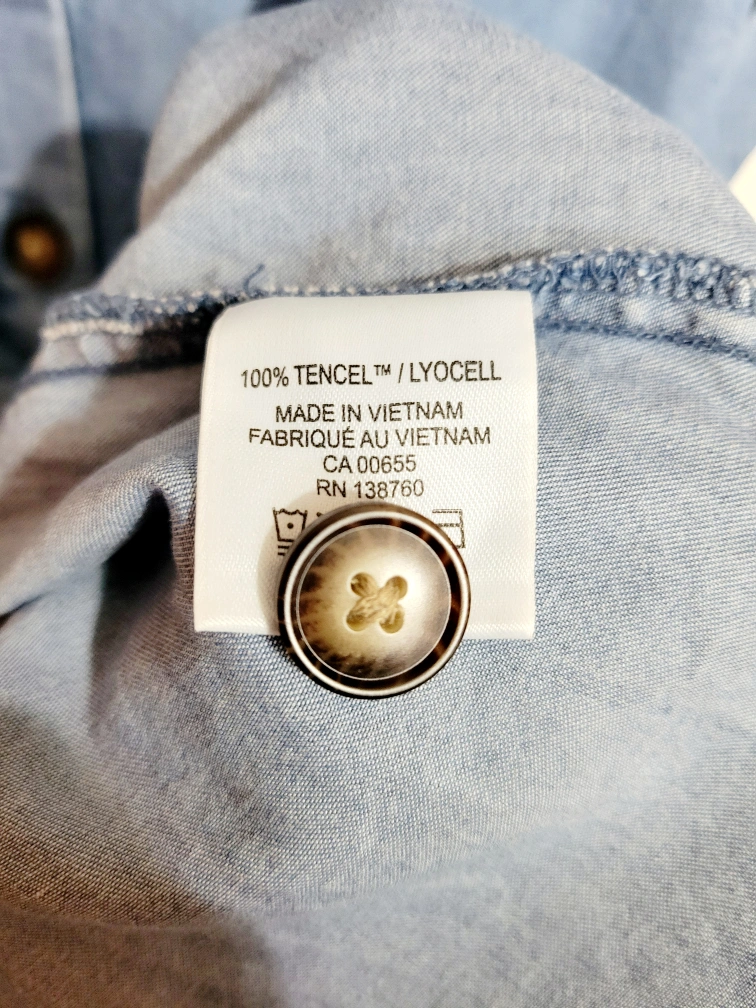 100% TENCEL™ / LYOCELL
MADE IN VIETNAM
FABRIQUÉ AU VIETNAM
CA 00655
RN 138760